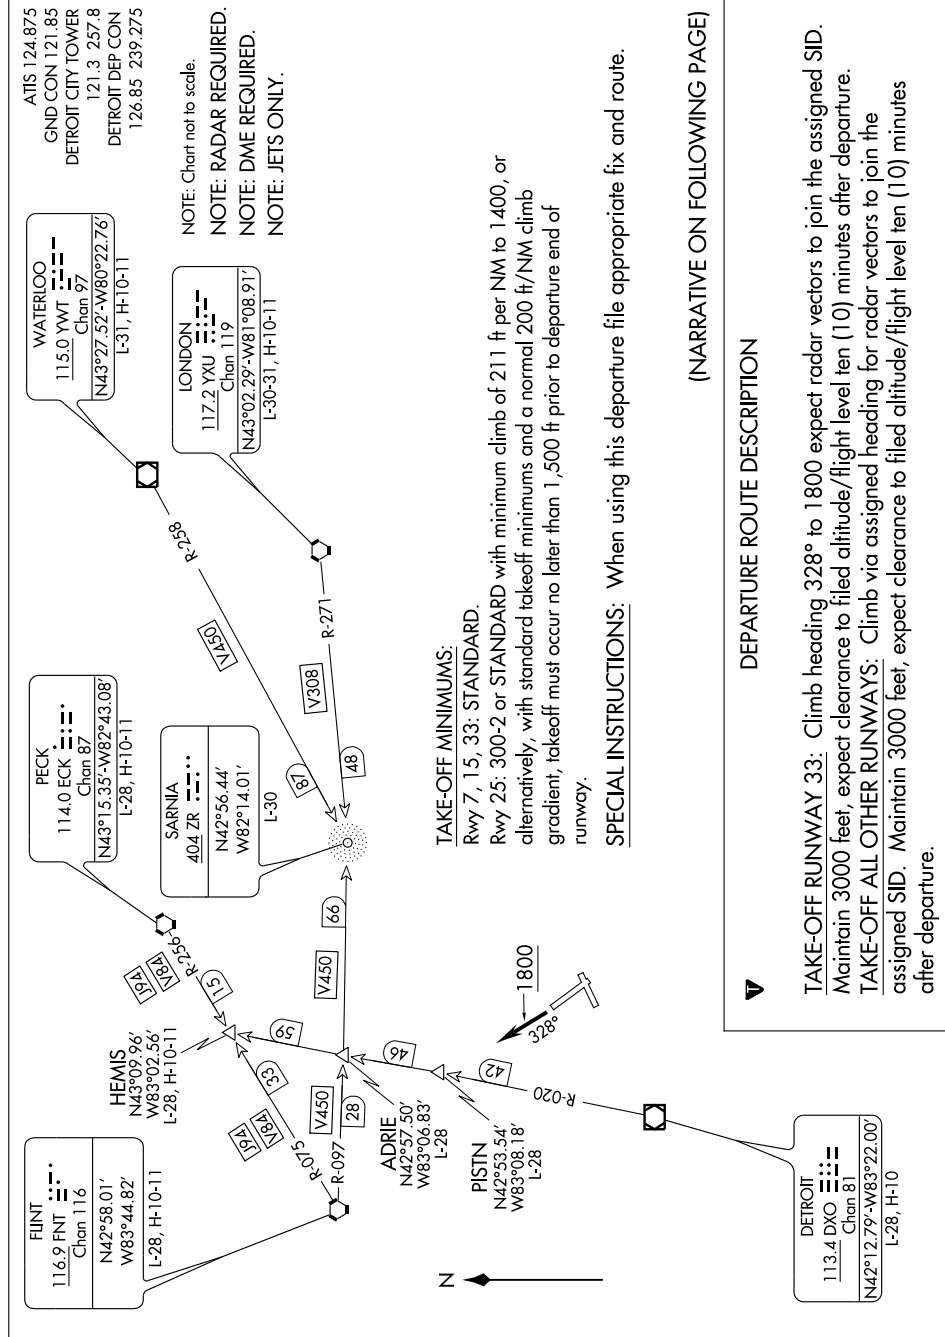 ATIS 124.875
GND CON 121.85
DETROIT CITY TOWER
121.3 257.8
DETROIT DEP CON
126.85 239.275
NOTE: Chart not to scale.
NOTE: RADAR REQUIRED.
NOTE: DME REQUIRED.
NOTE: JETS ONLY.
WATERLOO
115.0 YWT
Chan 97
N43°27.52'-W80°22.76'
L-31, H-10-11
LONDON
117.2 YXU
Chan 119
N43°02.29'-W81°08.91'
L-30-31, H-10-11
PECK
114.0 ECK
Chan 87
N43°15.35'-W82°43.08'
L-28, H-10-11
SARNIA
404 ZR
N42°56.44'
W82°14.01'
L-30
FLINT
116.9 FNT
Chan 116
N42°58.01'
W83°44.82'
L-28, H-10-11
HEMIS
N43°09.96'
W83°02.56'
L-28, H-10-11
ADRIE
N42°57.50'
W83°06.83'
L-28
PISTN
N42°53.54'
W83°08.18'
L-28
DETROIT
113.4 DXO
Chan 81
N42°12.79'-W83°22.00'
L-28, H-10
R-258
V450
87
R-271
V308
48
J94
V84
R-256
15
59
J94
V84
33
R-075
V450
66
V450
28
R-097
46
42
R-020
1800
328°
N
TAKE-OFF MINIMUMS:
Rwy 7, 15, 33: STANDARD.
Rwy 25: 300-2 or STANDARD with minimum climb of 211 ft per NM to 1400, or
alternatively, with standard takeoff minimums and a normal 200 ft/NM climb
gradient, takeoff must occur no later than 1,500 ft prior to departure end of
runway.
SPECIAL INSTRUCTIONS: When using this departure file appropriate fix and route.
(NARRATIVE ON FOLLOWING PAGE)
T
DEPARTURE ROUTE DESCRIPTION
TAKE-OFF RUNWAY 33: Climb heading 328° to 1800 expect radar vectors to join the assigned SID.
Maintain 3000 feet, expect clearance to filed altitude/flight level ten (10) minutes after departure.
TAKE-OFF ALL OTHER RUNWAYS: Climb via assigned heading for radar vectors to join the
assigned SID. Maintain 3000 feet, expect clearance to filed altitude/flight level ten (10) minutes
after departure.